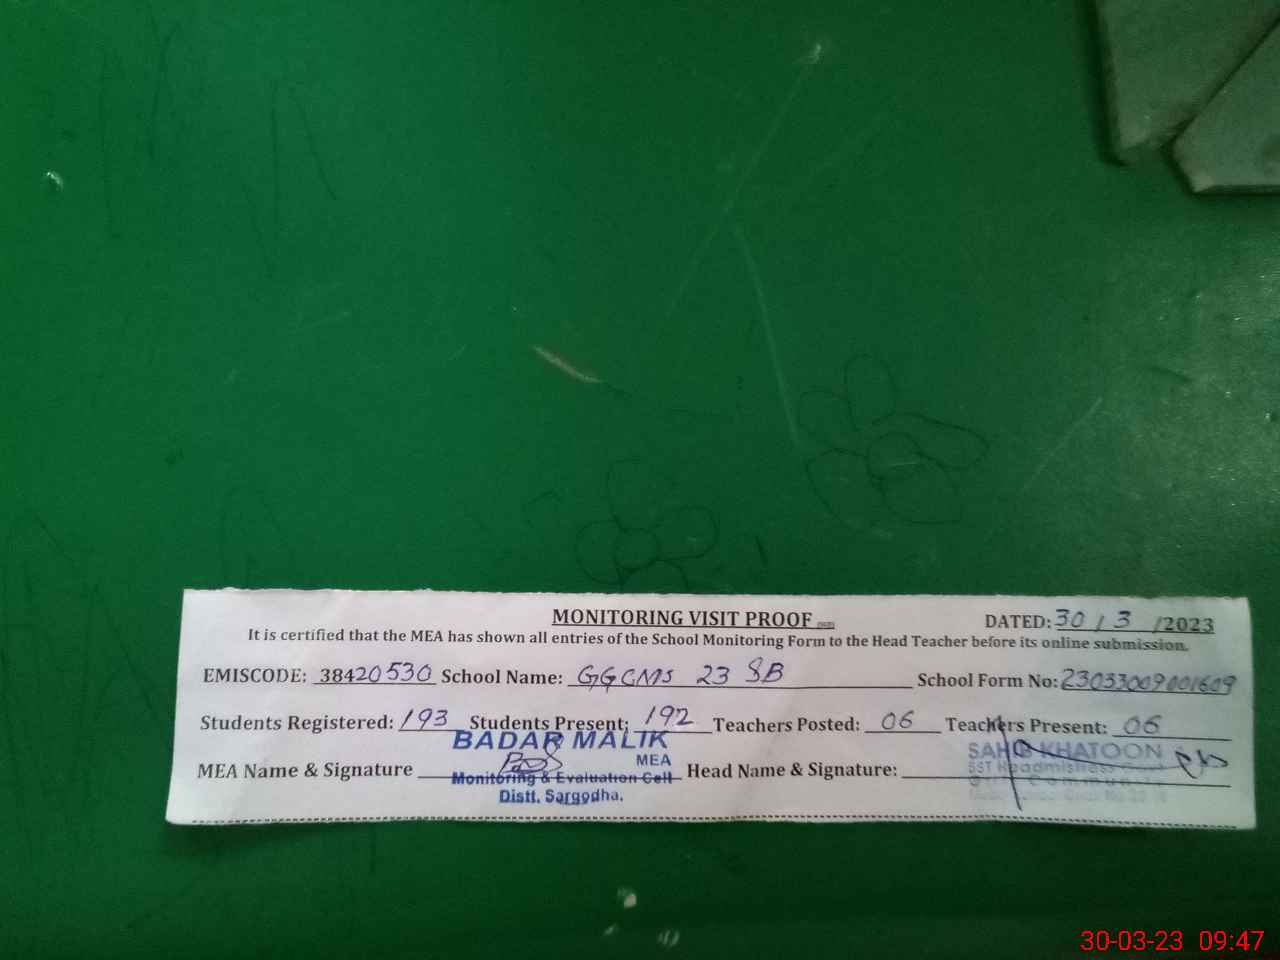 MONITORING VISIT PROOF
DATED: 30 / 3 /2023
It is certified that the MEA has shown all entries of the School Monitoring Form to the Head Teacher before its online submission.
EMISCODE: 38420530 School Name: GGCMS 23 SB School Form No: 23033009001609
Students Registered: 193 Students Present: 192 Teachers Posted: 06 Teachers Present: 06
BADAR MALIK
MEA
MEA Name & Signature Head Name & Signature:
Monitoring & Evaluation Cell
Distt. Sargodha.
KHATOON
SST Headmistress
30-03-23 09:47